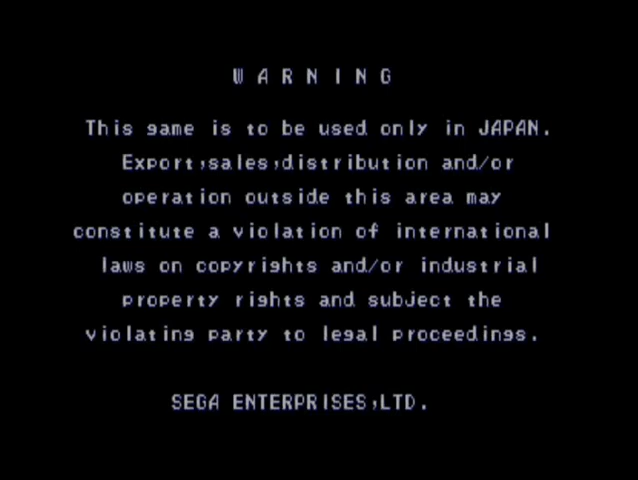 W A R N I N G
This game is to be used only in JAPAN.
Export,sales,distribution and/or
operation outside this area may
constitute a violation of international
laws on copyrights and/or industrial
property rights and subject the
violating party to legal proceedings.
SEGA ENTERPRISES,LTD.